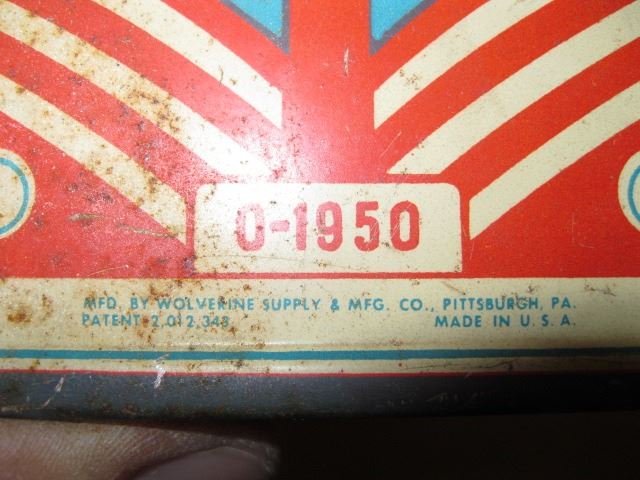 0-1950
MFD. BY WOLVERINE SUPPLY & MFG. CO., PITTSBURGH, PA.
PATENT 2,012,348 MADE IN U.S.A.